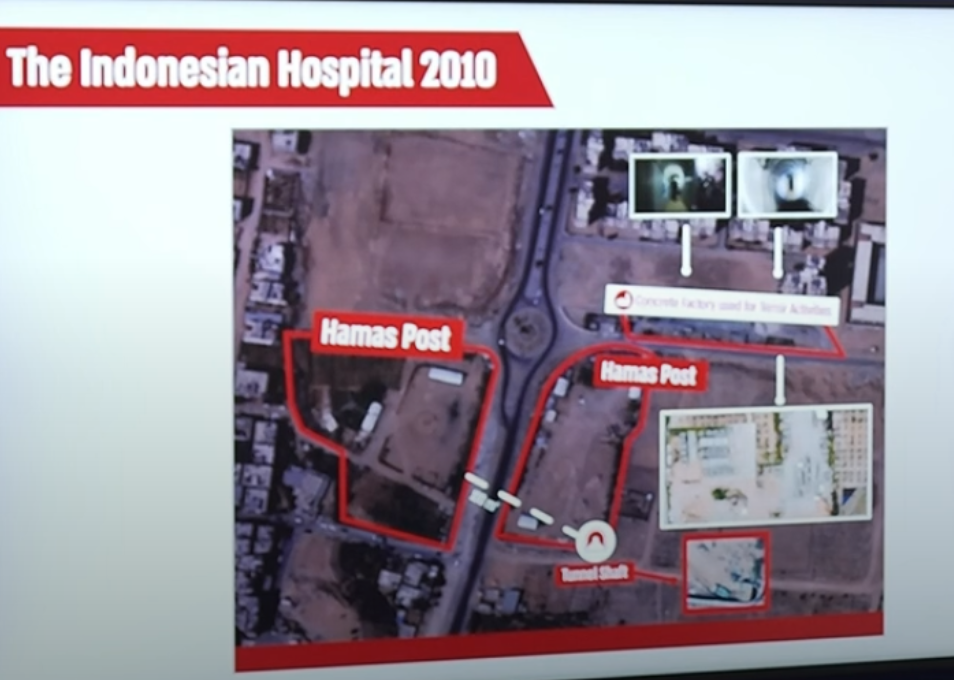 The Indonesian Hospital 2010
Concrete Factory used for Terror Activities
Hamas Post
Hamas Post
Tunnel Shaft